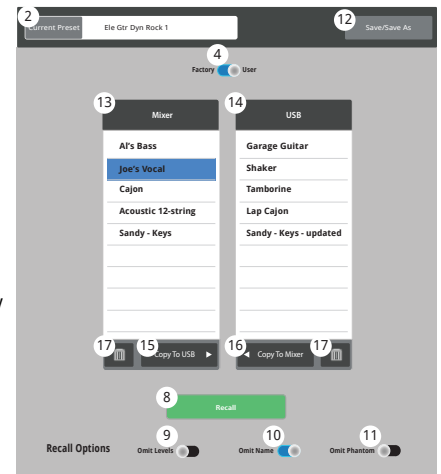 2 12
Current Preset Ele Gtr Dyn Rock 1 Save/Save As
4
Factory User
13 14
Mixer USB
Al's Bass Garage Guitar
Joe's Vocal Shaker
Cajon Tamborine
Acoustic 12-string Lap Cajon
Sandy - Keys Sandy - Keys - updated
17 15 16 17
Copy To USB Copy To Mixer
8
Recall
9 10 11
Recall Options Omit Levels Omit Name Omit Phantom